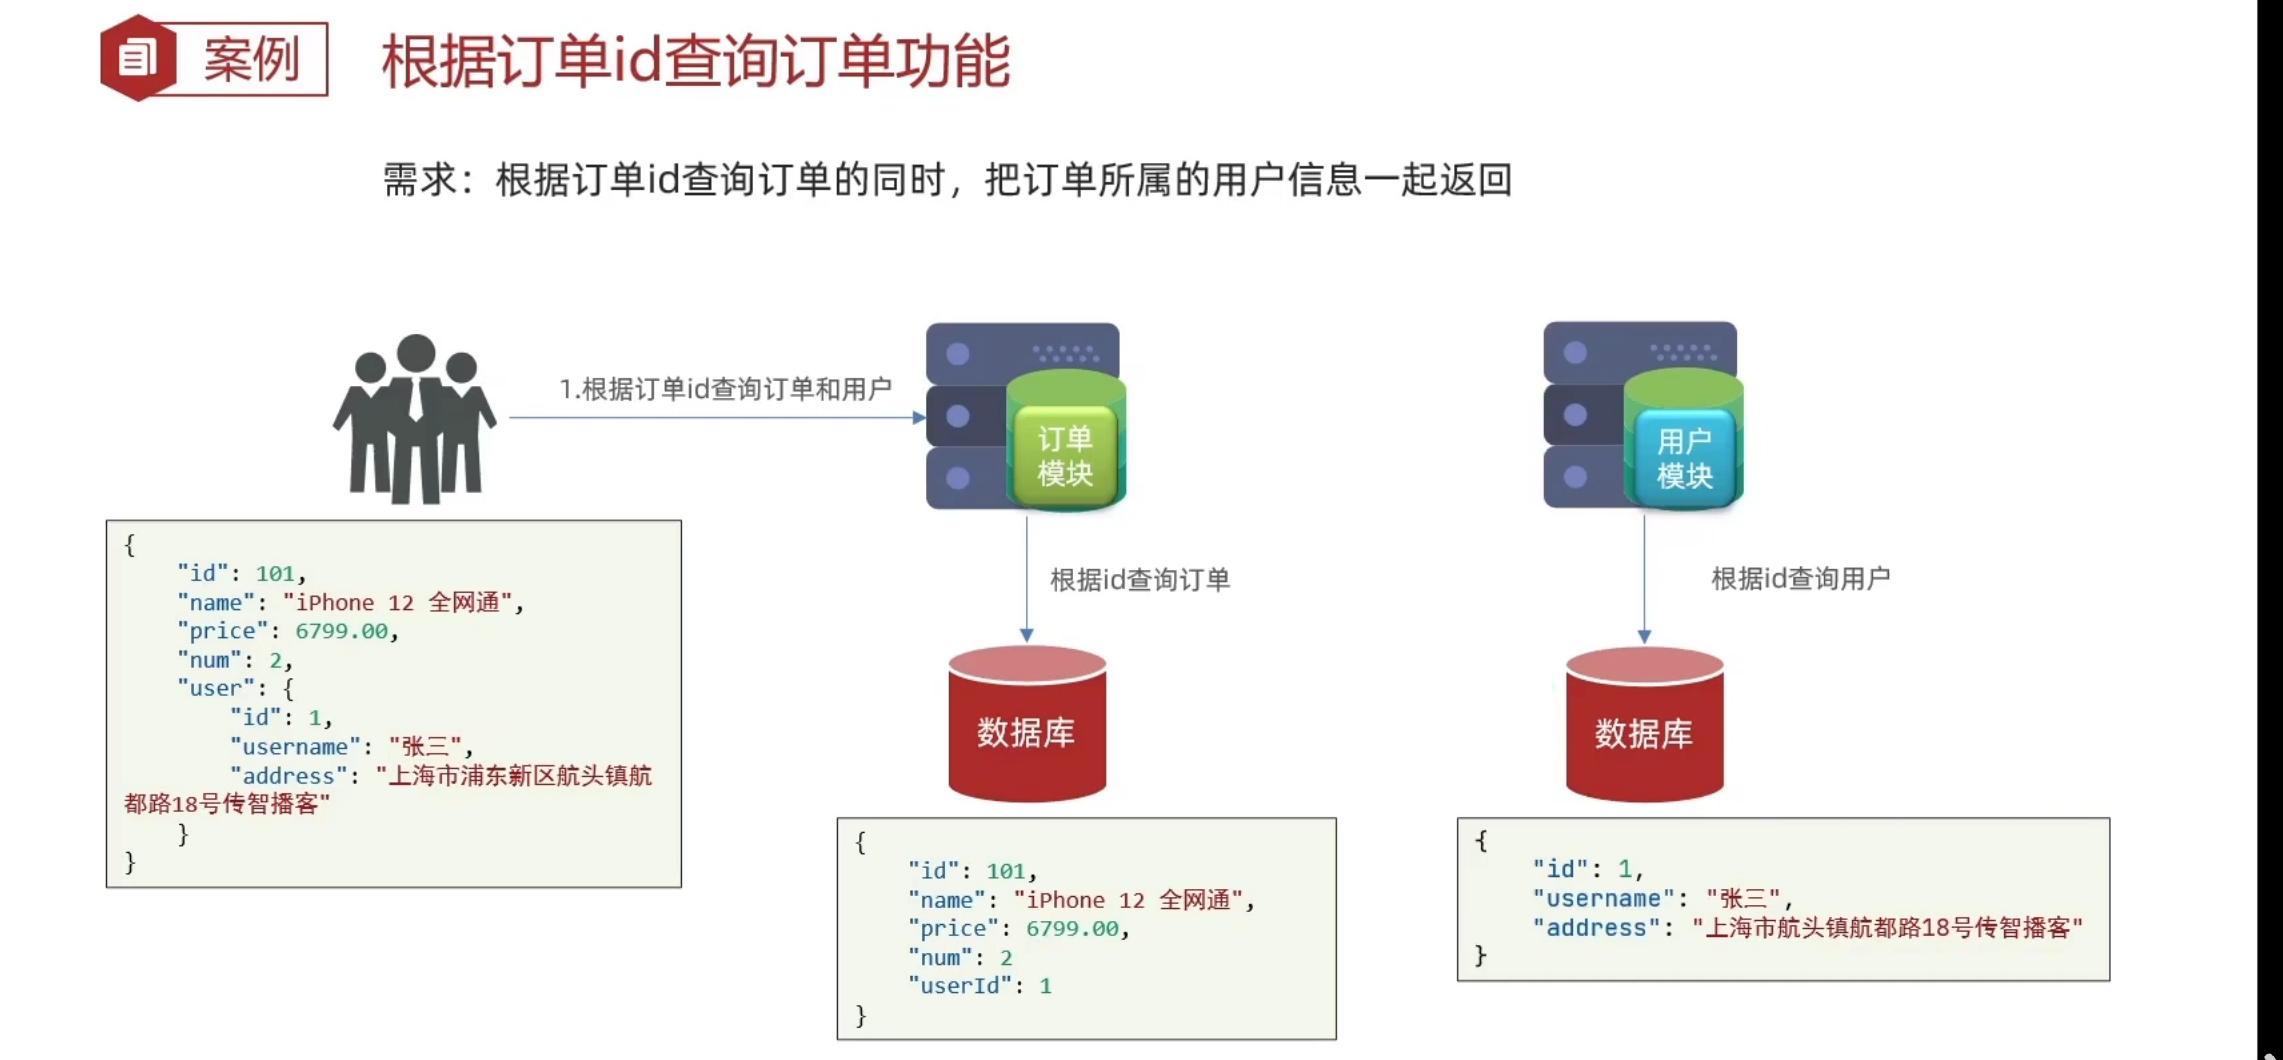 案例
根据订单id查询订单功能
需求：根据订单id查询订单的同时，把订单所属的用户信息一起返回
1.根据订单id查询订单和用户
订单
模块
用户
模块
根据id查询订单
根据id查询用户
数据库
数据库
{
"id": 101,
"name": "iPhone 12 全网通",
"price": 6799.00,
"num": 2,
"user": {
"id": 1,
"username": "张三",
"address": "上海市浦东新区航头镇航
都路18号传智播客"
}
}
{
"id": 101,
"name": "iPhone 12 全网通",
"price": 6799.00,
"num": 2
"userId": 1
}
{
"id": 1,
"username": "张三",
"address": "上海市航头镇航都路18号传智播客"
}